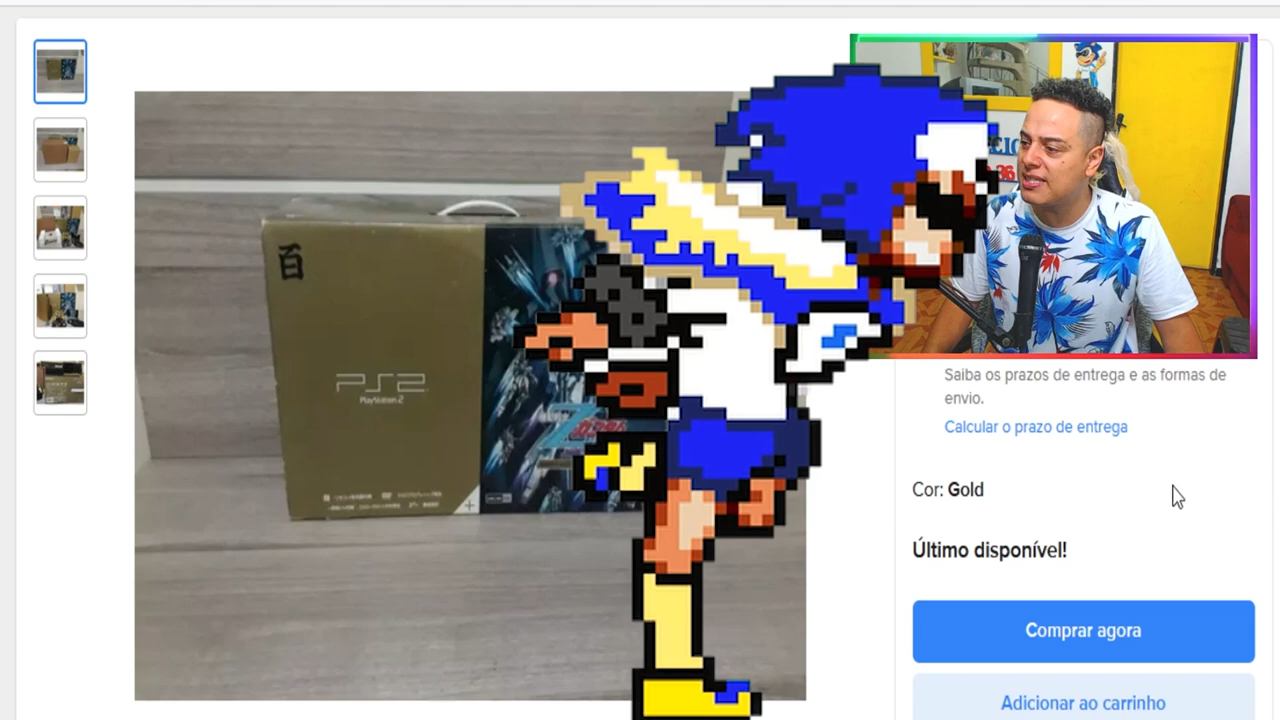 百
PS2
PlayStation 2
Saiba os prazos de entrega e as formas de
envio.
Calcular o prazo de entrega
Cor: Gold
Último disponível!
Comprar agora
Adicionar ao carrinho